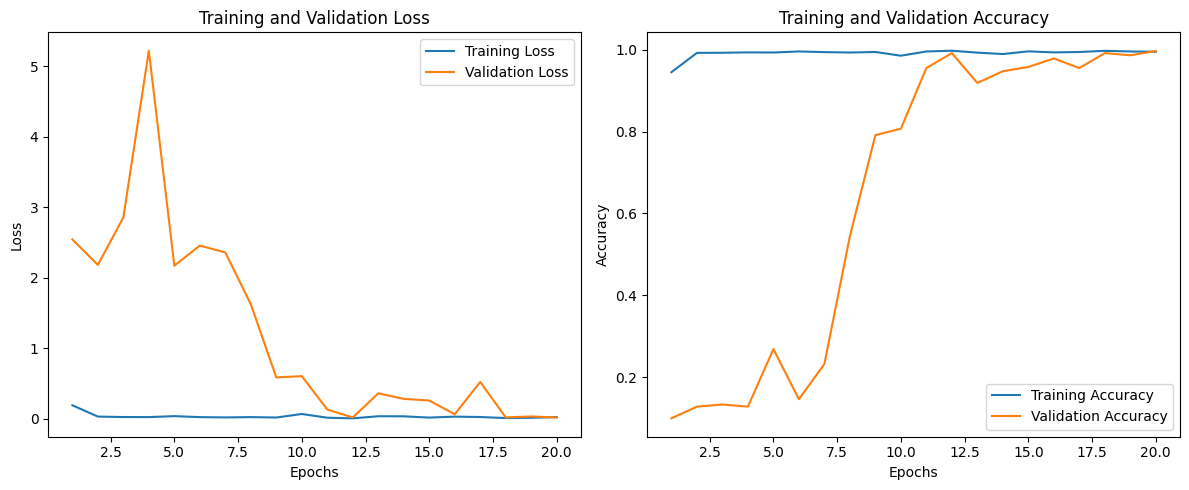 Training and Validation Loss
Training Loss
Validation Loss
5
4
3
2
1
0
Loss
2.5 5.0 7.5 10.0 12.5 15.0 17.5 20.0
Epochs
Training and Validation Accuracy
1.0
0.8
0.6
0.4
0.2
Accuracy
Training Accuracy
Validation Accuracy
2.5 5.0 7.5 10.0 12.5 15.0 17.5 20.0
Epochs